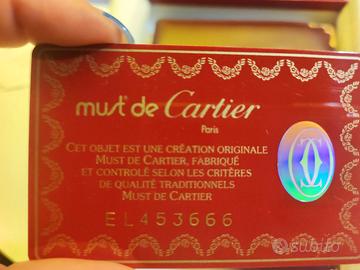 must de Cartier
Paris
CET OBJET EST UNE CRÉATION ORIGINALE
MUST DE CARTIER, FABRIQUÉ
ET CONTROLÉ SELON LES CRITÈRES
DE QUALITÉ TRADITIONNELS
MUST DE CARTIER
EL453666
subito